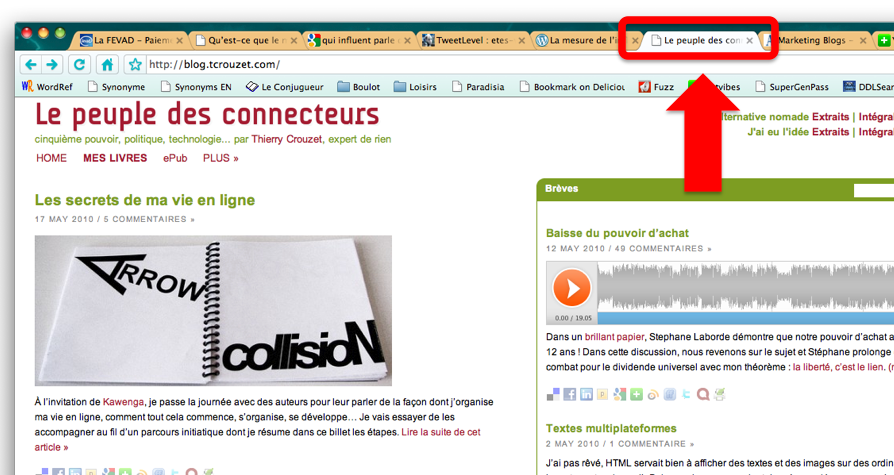 La FEVAD – Paiem
Qu'est-ce que le n
qui influent parle
TweetLevel : etes-
La mesure de l'i
Le peuple des con
Marketing Blogs –
http://blog.tcrouzet.com/
WordRef
Synonyme
Synonyms EN
Le Conjugueur
Boulot
Loisirs
Paradisia
Bookmark on Delicious
Fuzz
tvibes
SuperGenPass
DDLSear
Le peuple des connecteurs
cinquième pouvoir, politique, technologie... par Thierry Crouzet, expert de rien
HOME MES LIVRES ePub PLUS »
lternative nomade Extraits | Intégra
J'ai eu l'idée Extraits | Intégra
Les secrets de ma vie en ligne
17 MAY 2010 / 5 COMMENTAIRES »
ARROW
collisioN
À l'invitation de Kawenga, je passe la journée avec des auteurs pour leur parler de la façon dont j'organise
ma vie en ligne, comment tout cela commence, s'organise, se développe… Je vais essayer de les
accompagner au fil d'un parcours initiatique dont je résume dans ce billet les étapes. Lire la suite de cet
article »
Brèves
Baisse du pouvoir d'achat
12 MAY 2010 / 49 COMMENTAIRES »
0.00 / 19.05
Dans un brillant papier, Stephane Laborde démontre que notre pouvoir d'achat a
12 ans ! Dans cette discussion, nous revenons sur le sujet et Stéphane prolonge
combat pour le dividende universel avec mon théorème : la liberté, c'est le lien. (r
Textes multiplateformes
2 MAY 2010 / 1 COMMENTAIRE »
J'ai pas rêvé, HTML servait bien à afficher des textes et des images sur des ordin